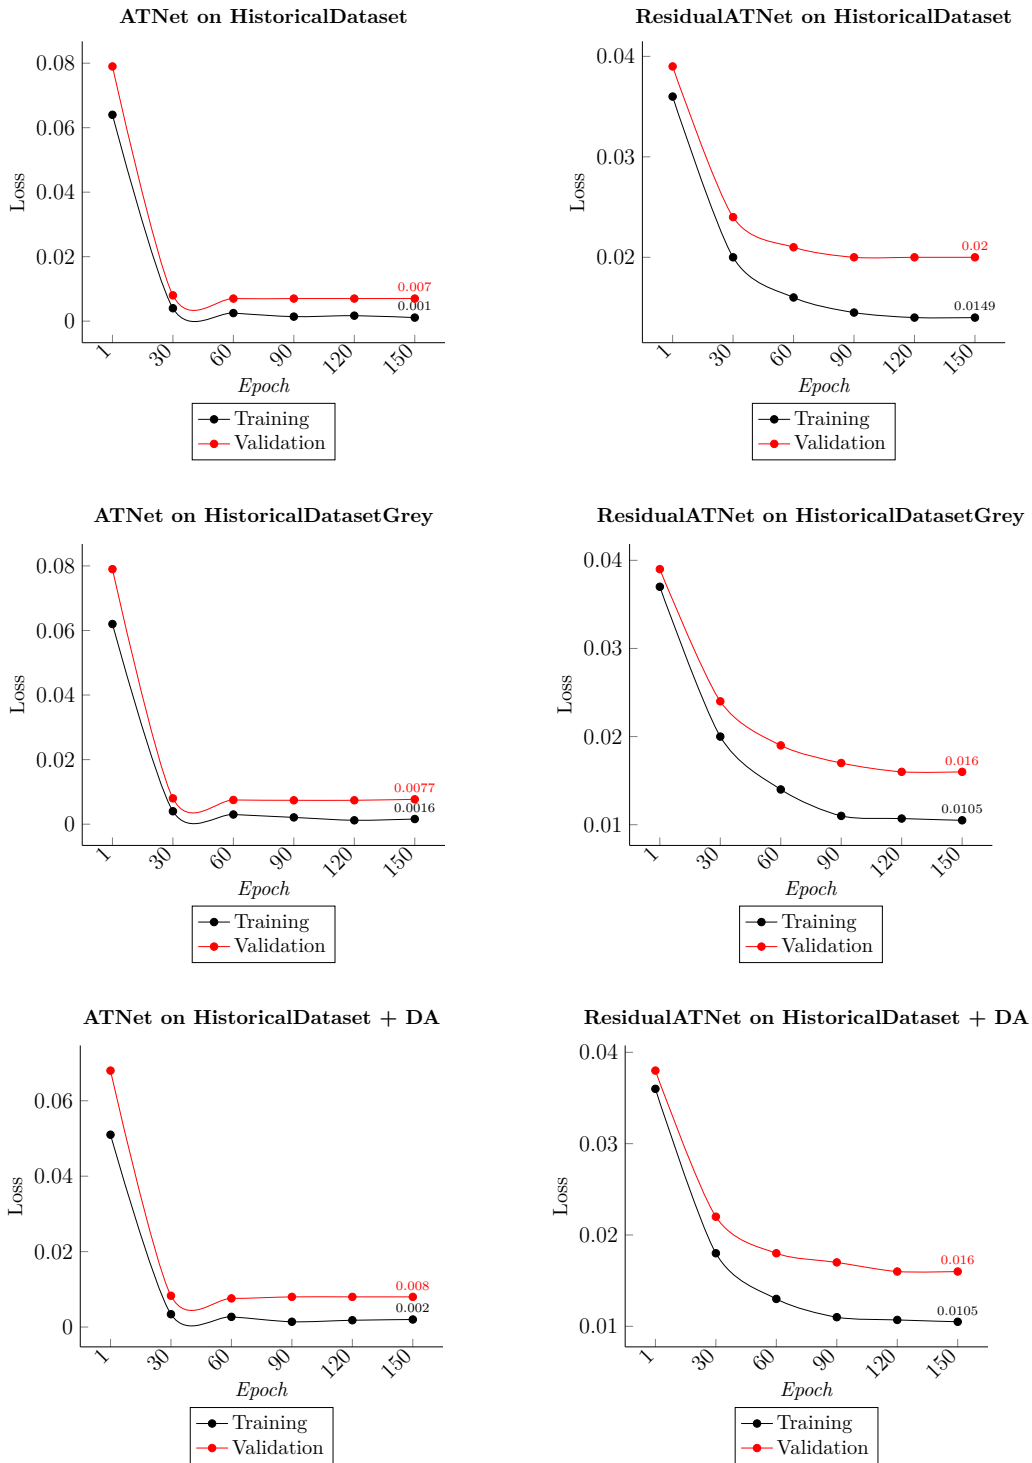 ATNet on HistoricalDataset
0.08
0.06
0.04
0.02
0
Loss
0.007
0.001
1
30
60
90
120
150
Epoch
Training
Validation
ResidualATNet on HistoricalDataset
0.04
0.03
0.02
Loss
0.02
0.0149
1
30
60
90
120
150
Epoch
Training
Validation
ATNet on HistoricalDatasetGrey
0.08
0.06
0.04
0.02
0
Loss
0.0077
0.0016
1
30
60
90
120
150
Epoch
Training
Validation
ResidualATNet on HistoricalDatasetGrey
0.04
0.03
0.02
0.01
Loss
0.016
0.0105
1
30
60
90
120
150
Epoch
Training
Validation
ATNet on HistoricalDataset + DA
0.06
0.04
0.02
0
Loss
0.008
0.002
1
30
60
90
120
150
Epoch
Training
Validation
ResidualATNet on HistoricalDataset + DA
0.04
0.03
0.02
0.01
Loss
0.016
0.0105
1
30
60
90
120
150
Epoch
Training
Validation